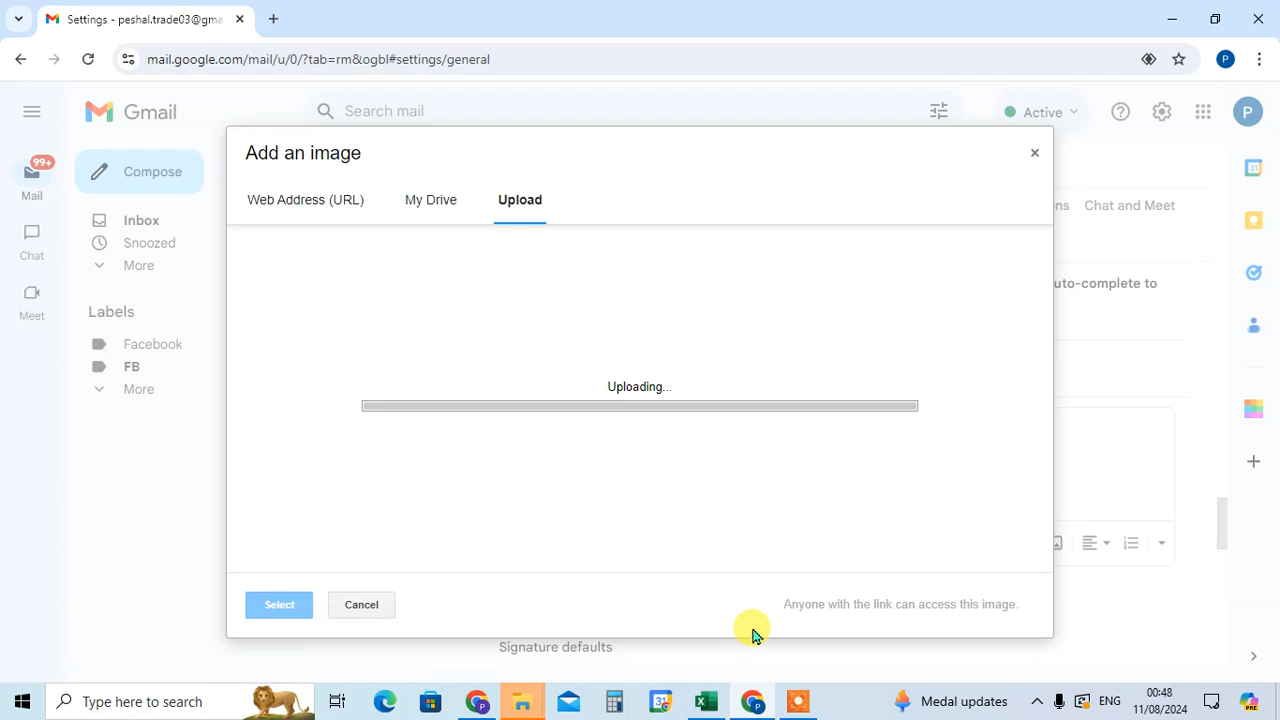 Settings - peshal.trade03@gma
mail.google.com/mail/u/0/?tab=rm&ogbl#settings/general
P
Gmail
Search mail
Active
P
99+
Mail
Compose
Add an image
Web Address (URL)
My Drive
Upload
ons
Chat and Meet
Inbox
Snoozed
More
Chat
31
Meet
Labels
Facebook
FB
More
uto-complete to
Uploading...
Select
Cancel
Anyone with the link can access this image.
Signature defaults
Type here to search
Medal updates
ENG
00:48
11/08/2024